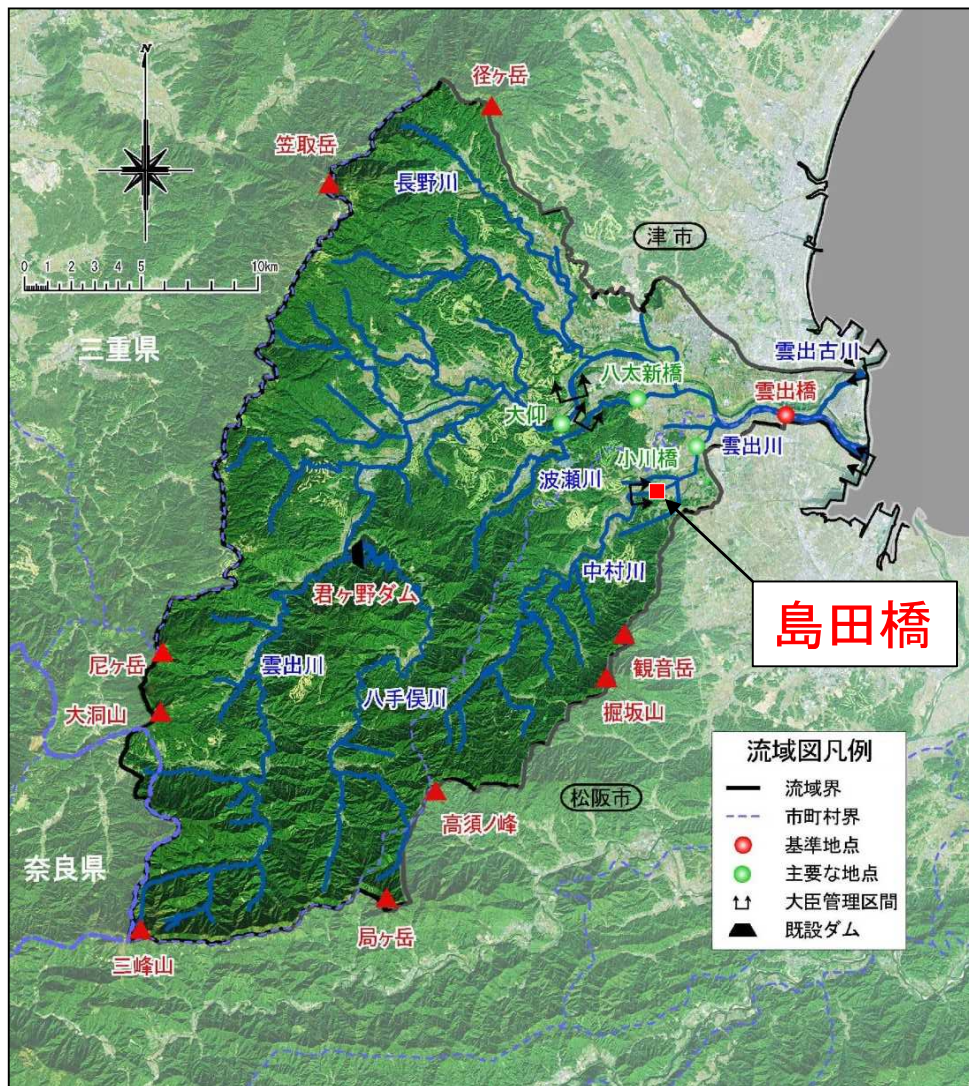 N
径ヶ岳
笠取岳
長野川
津市
0 1 2 3 4 5 10km
三重県
雲出古川
八太新橋
雲出橋
大仰
雲出川
小川橋
波瀬川
中村川
君ヶ野ダム
島田橋
尼ヶ岳
雲出川
八手俣川
観音岳
大洞山
掘坂山
流域図凡例
流域界
市町村界
基準地点
主要な地点
大臣管理区間
既設ダム
松阪市
高須ノ峰
奈良県
局ヶ岳
三峰山